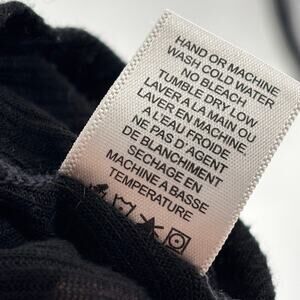 HAND OR MACHINE
WASH COLD WATER
NO BLEACH
TUMBLE DRY LOW
LAVER A LA MAIN OU
LAVER EN MACHINE.
A L'EAU FROIDE
NE PAS D'AGENT
DE BLANCHIMENT
SECHAGE EN
MACHINE A BASSE
TEMPERATURE